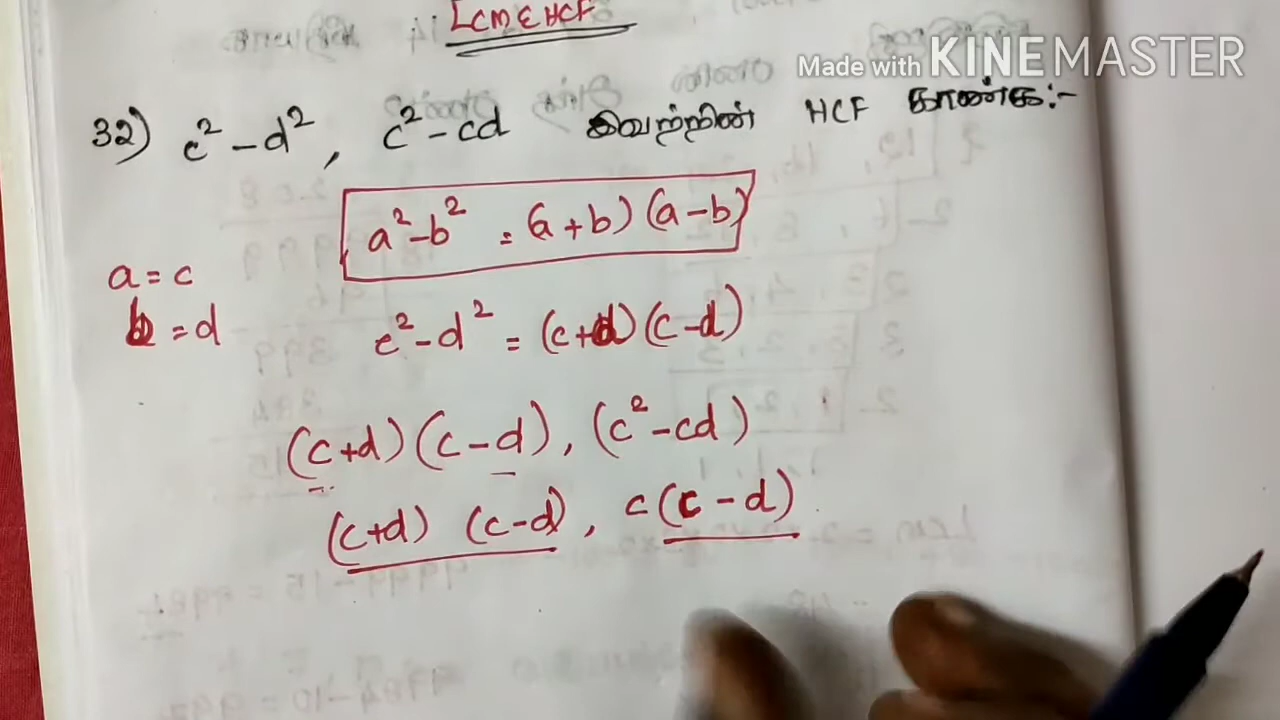 LCM & HCF
Made with KINEMASTER
32) c² - d², c² - cd இவற்றின் HCF காண்க:-
a² - b² = (a + b) (a - b)
a = c
b = d
c² - d² = (c+d) (c-d)
(c+d) (c-d), (c² - cd)
(c+d) (c-d), c (c - d)